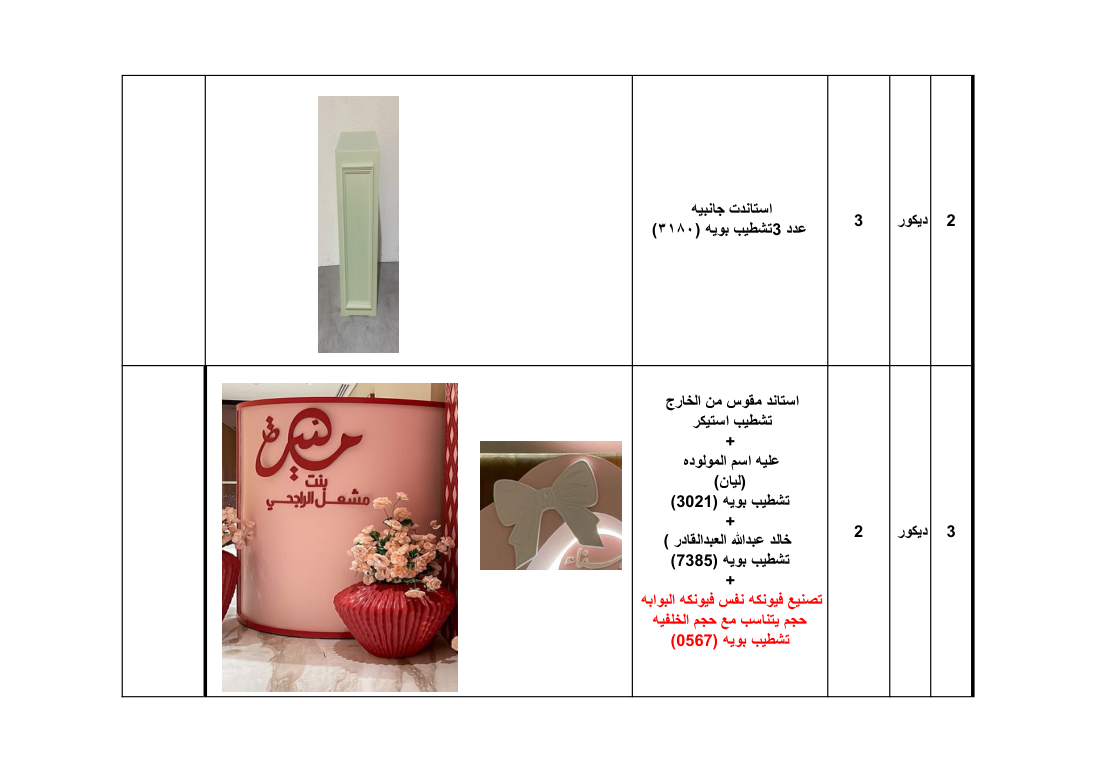 2
ديكور
3
استاندت جانبيه
عدد 3تشطيب بويه (٣١٨٠)
3
ديكور
2
استاند مقوس من الخارج
تشطيب استيكر
+
عليه اسم المولوده
(ليان)
تشطيب بويه (3021)
+
خالد عبدالله العبدالقادر )
تشطيب بويه (7385)
+
تصنيع فيونكه نفس فيونكه البوابه
حجم يتناسب مع حجم الخلفيه
تشطيب بويه (0567)
منيرة
بنت
مشعل الراجحي